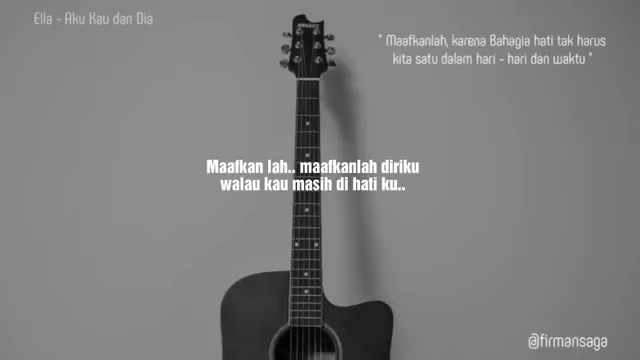 Ella - Aku Kau dan Dia
" Maafkanlah, karena Bahagia hati tak harus
kita satu dalam hari - hari dan waktu "
Maafkan lah.. maafkanlah diriku
walau kau masih di hati ku..
@firmansaga